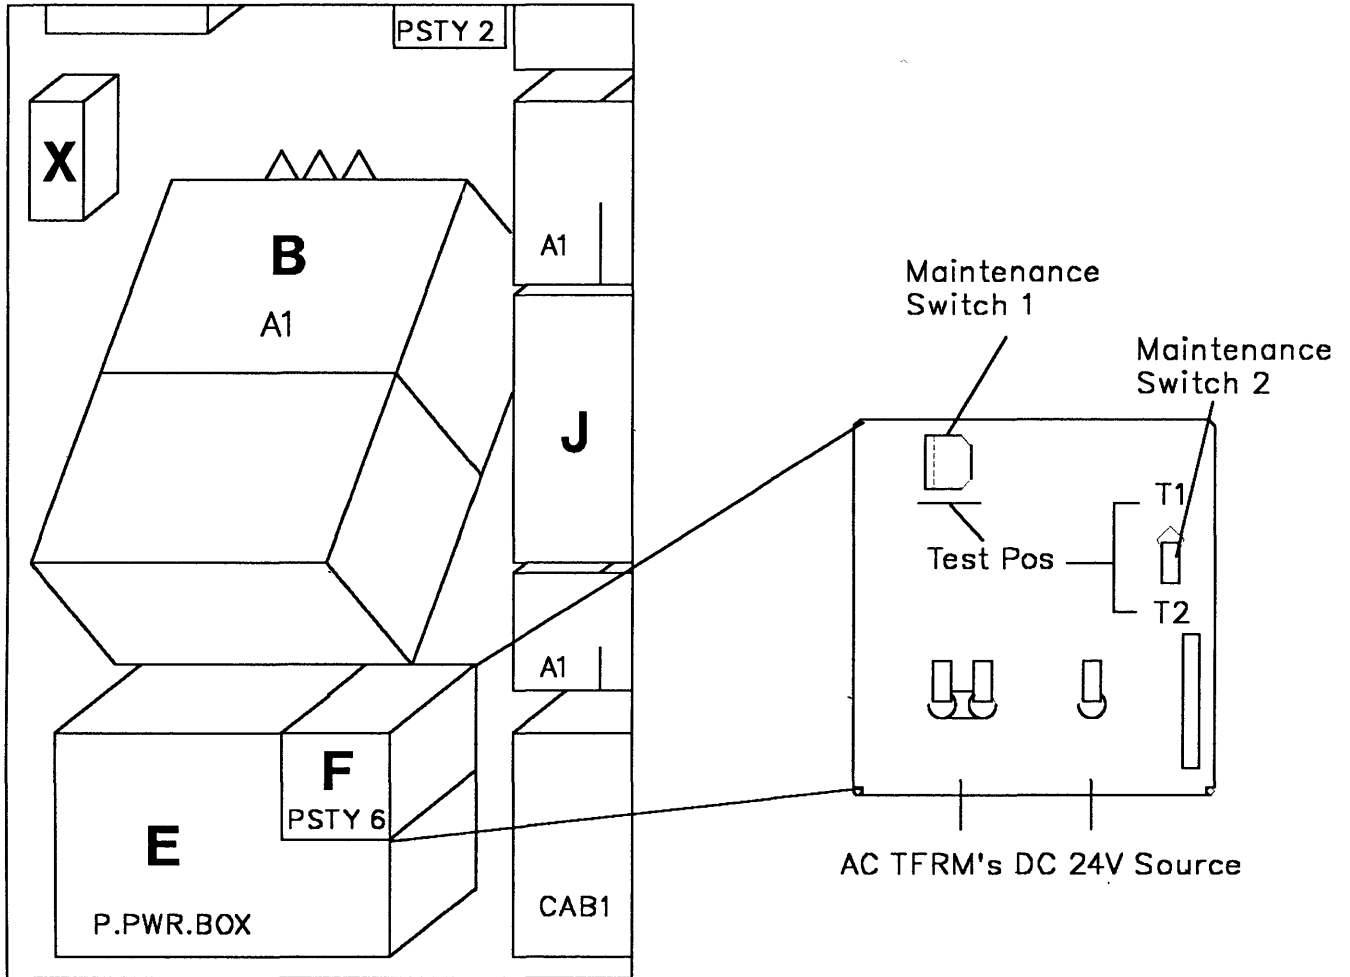 PSTY 2
X
B
A1
A1
J
A1
F
PSTY 6
E
P.PWR.BOX
CAB1
Maintenance
Switch 1
Maintenance
Switch 2
T1
Test Pos
T2
AC TFRM's DC 24V Source